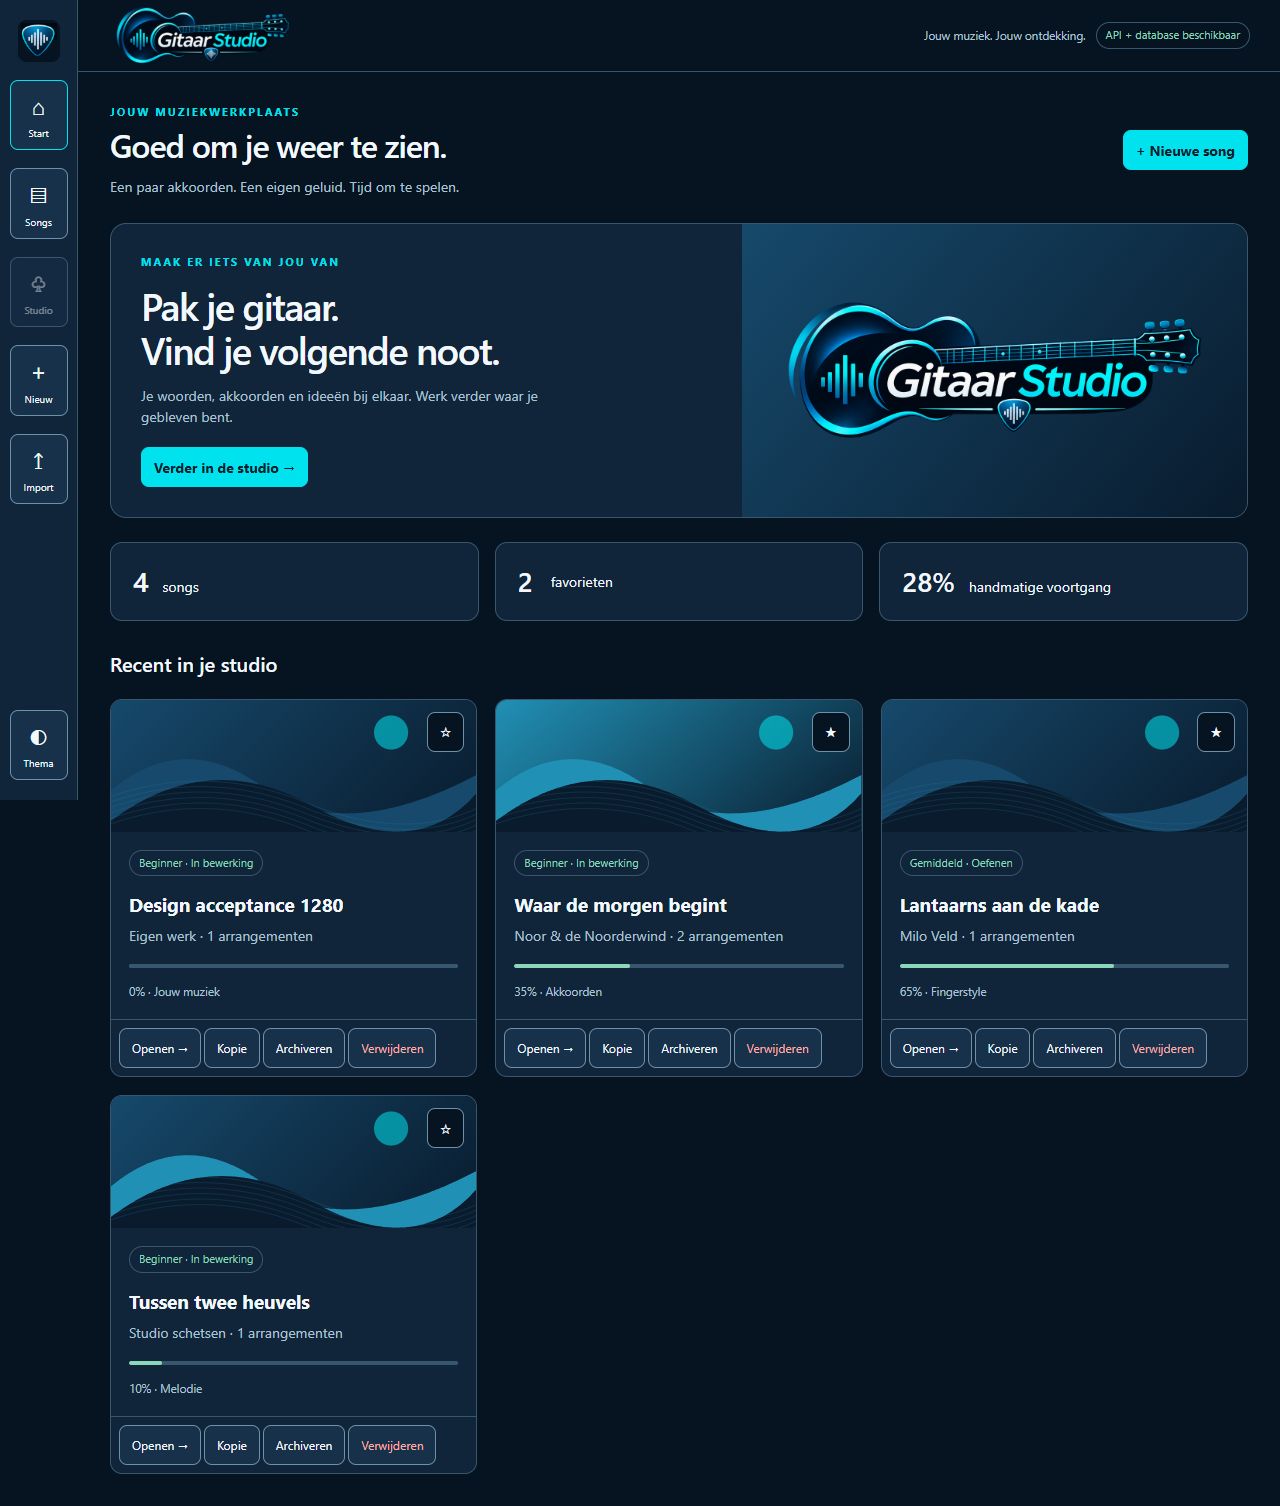 Gitaar Studio
Jouw muziek. Jouw ontdekking.
API + database beschikbaar
Start
Songs
Studio
Nieuw
Import
Thema
JOUW MUZIEKWERKPLAATS
Goed om je weer te zien.
Een paar akkoorden. Een eigen geluid. Tijd om te spelen.
+ Nieuwe song
MAAK ER IETS VAN JOU VAN
Pak je gitaar.
Vind je volgende noot.
Je woorden, akkoorden en ideeën bij elkaar. Werk verder waar je
gebleven bent.
Verder in de studio →
Gitaar Studio
4 songs
2 favorieten
28% handmatige voortgang
Recent in je studio
Beginner · In bewerking
Design acceptance 1280
Eigen werk · 1 arrangementen
0% · Jouw muziek
Openen → Kopie Archiveren Verwijderen
Beginner · In bewerking
Waar de morgen begint
Noor & de Noorderwind · 2 arrangementen
35% · Akkoorden
Openen → Kopie Archiveren Verwijderen
Gemiddeld · Oefenen
Lantaarns aan de kade
Milo Veld · 1 arrangementen
65% · Fingerstyle
Openen → Kopie Archiveren Verwijderen
Beginner · In bewerking
Tussen twee heuvels
Studio schetsen · 1 arrangementen
10% · Melodie
Openen → Kopie Archiveren Verwijderen